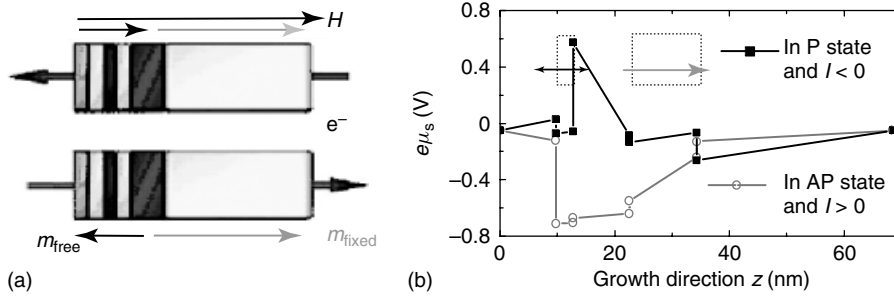 H
e⁻
m_free
m_fixed
(a)
0.8
0.4
0
−0.4
−0.8
eμₛ (V)
In P state
and I < 0
In AP state
and I > 0
0
20
40
60
Growth direction z (nm)
(b)